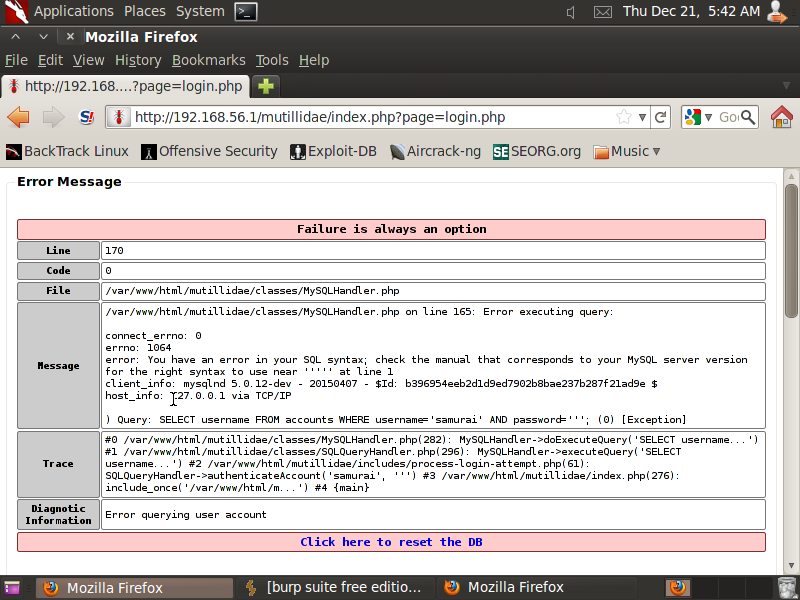 Applications Places System Thu Dec 21, 5:42 AM
Mozilla Firefox
File Edit View History Bookmarks Tools Help
http://192.168....?page=login.php
http://192.168.56.1/mutillidae/index.php?page=login.php
BackTrack Linux Offensive Security Exploit-DB Aircrack-ng SE SEORG.org Music
Error Message
Failure is always an option
Line 170
Code 0
File /var/www/html/mutillidae/classes/MySQLHandler.php
Message /var/www/html/mutillidae/classes/MySQLHandler.php on line 165: Error executing query:
connect_errno: 0
errno: 1064
error: You have an error in your SQL syntax; check the manual that corresponds to your MySQL server version
for the right syntax to use near ''''' at line 1
client_info: mysqlnd 5.0.12-dev - 20150407 - $Id: b396954eeb2d1d9ed7902b8bae237b287f21ad9e $
host_info: 127.0.0.1 via TCP/IP
) Query: SELECT username FROM accounts WHERE username='samurai' AND password='''; (0) [Exception]
Trace #0 /var/www/html/mutillidae/classes/MySQLHandler.php(282): MySQLHandler->doExecuteQuery('SELECT username...')
#1 /var/www/html/mutillidae/classes/SQLQueryHandler.php(296): MySQLHandler->executeQuery('SELECT
username...') #2 /var/www/html/mutillidae/includes/process-login-attempt.php(61):
SQLQueryHandler->authenticateAccount('samurai', ''') #3 /var/www/html/mutillidae/index.php(276):
include_once('/var/www/html/m...') #4 {main}
Diagnostic Information Error querying user account
Click here to reset the DB
Mozilla Firefox [burp suite free editio... Mozilla Firefox